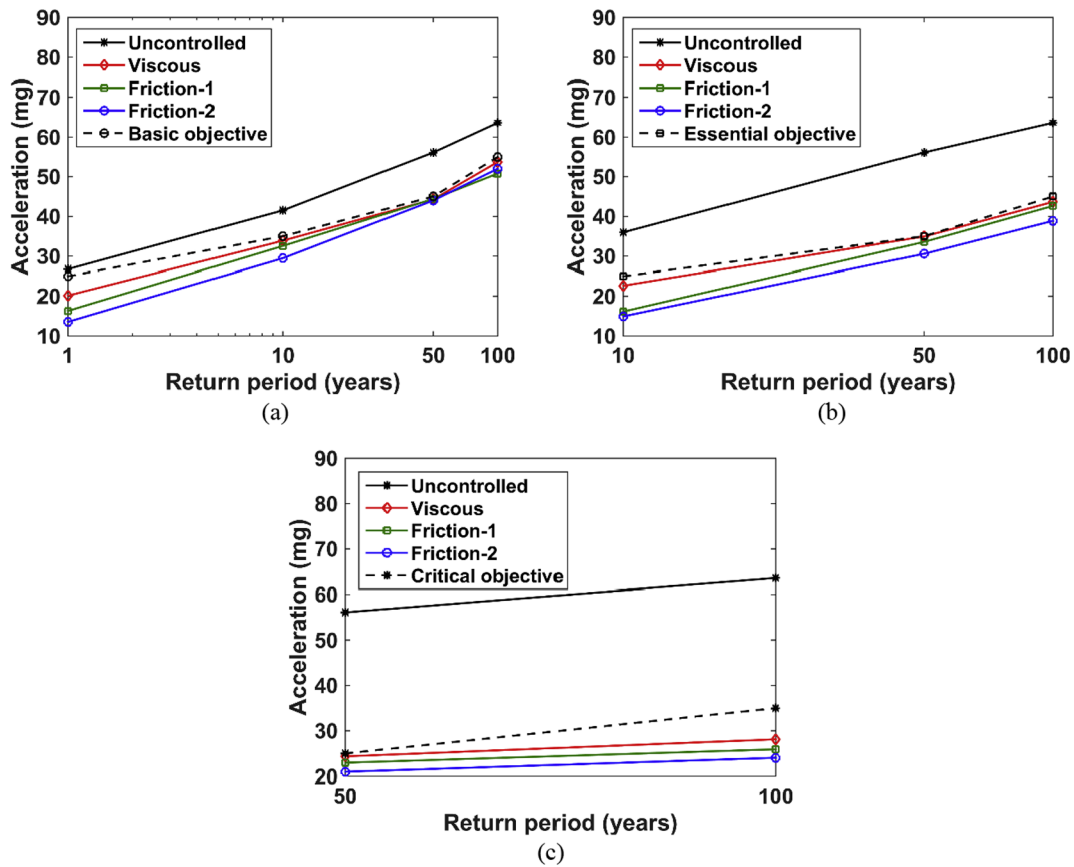 90
80
70
60
50
40
30
20
10
Acceleration (mg)
Uncontrolled
Viscous
Friction-1
Friction-2
Basic objective
1 10 50 100
Return period (years)
(a)
90
80
70
60
50
40
30
20
10
Acceleration (mg)
Uncontrolled
Viscous
Friction-1
Friction-2
Essential objective
10 50 100
Return period (years)
(b)
90
80
70
60
50
40
30
20
Acceleration (mg)
Uncontrolled
Viscous
Friction-1
Friction-2
Critical objective
50 100
Return period (years)
(c)